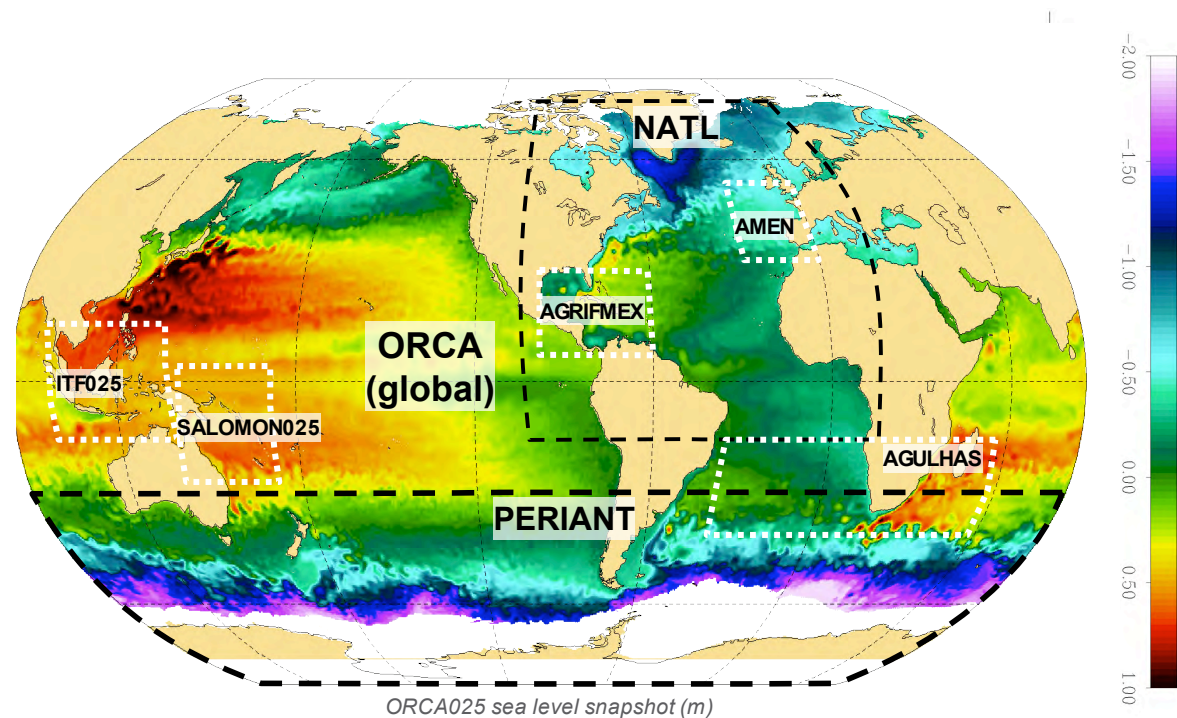 NATL
AMEN
AGRIFMEX
ORCA
(global)
ITF025
SALOMON025
AGULHAS
PERIANT
-2.00
-1.50
-1.00
-0.50
0.00
0.50
1.00
ORCA025 sea level snapshot (m)